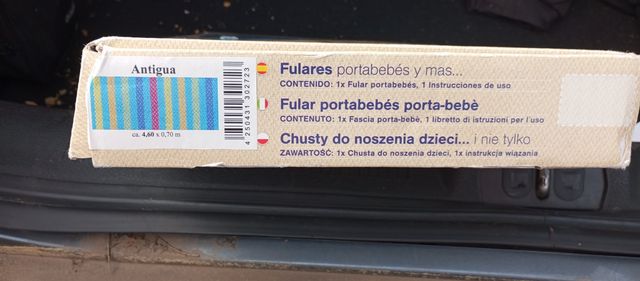 Antigua
ca. 4,60 x 0,70 m
4 250431 302723
Fulares portabebés y mas...
CONTENIDO: 1x Fular portabebés, 1 Instrucciones de uso
Fular portabebés porta-bebè
CONTENUTO: 1x Fascia porta-bebè, 1 libretto di istruzioni per l'uso
Chusty do noszenia dzieci... i nie tylko
ZAWARTOŚĆ: 1x Chusta do noszenia dzieci, 1x instrukcja wiązania